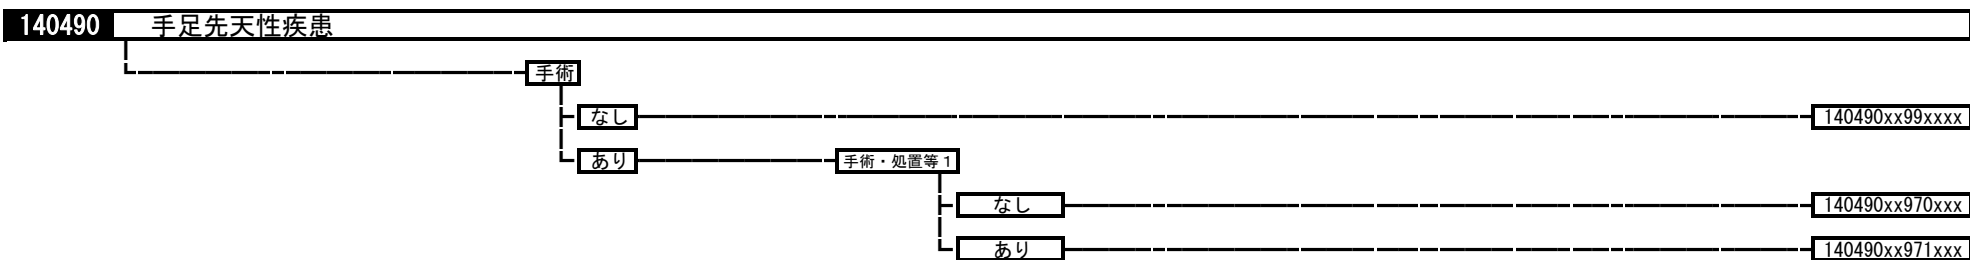 140490 手足先天性疾患
手術
なし 140490xx99xxxx
あり 手術・処置等1
なし 140490xx970xxx
あり 140490xx971xxx